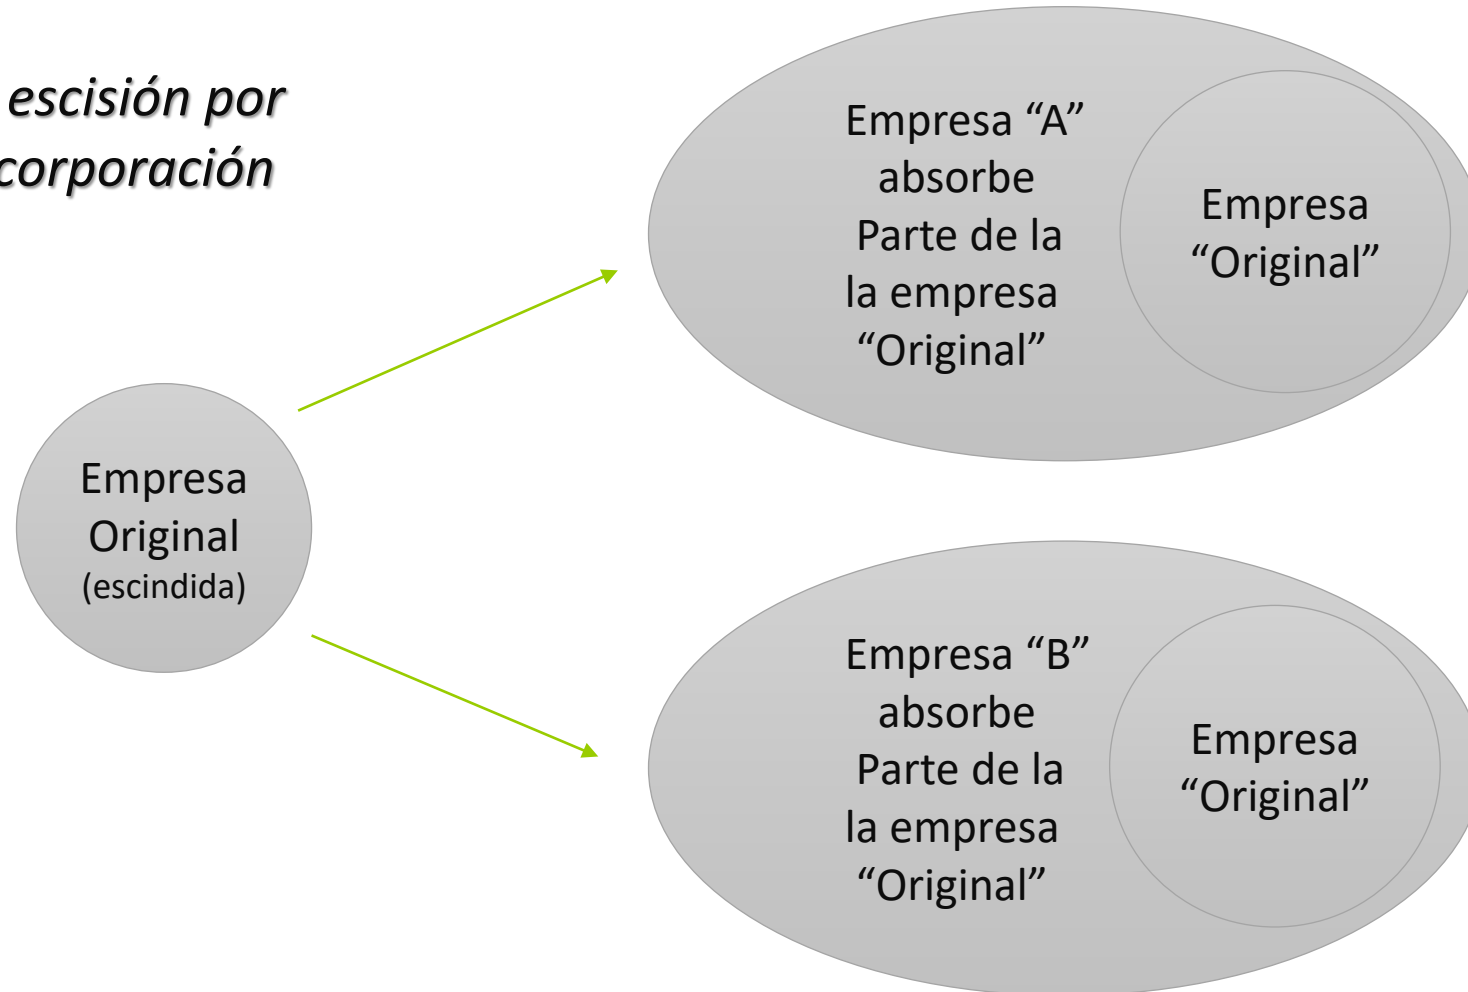 escisión por
corporación
Empresa “A”
absorbe
Parte de la
la empresa
“Original”
Empresa
“Original”
Empresa
Original
(escindida)
Empresa “B”
absorbe
Parte de la
la empresa
“Original”
Empresa
“Original”